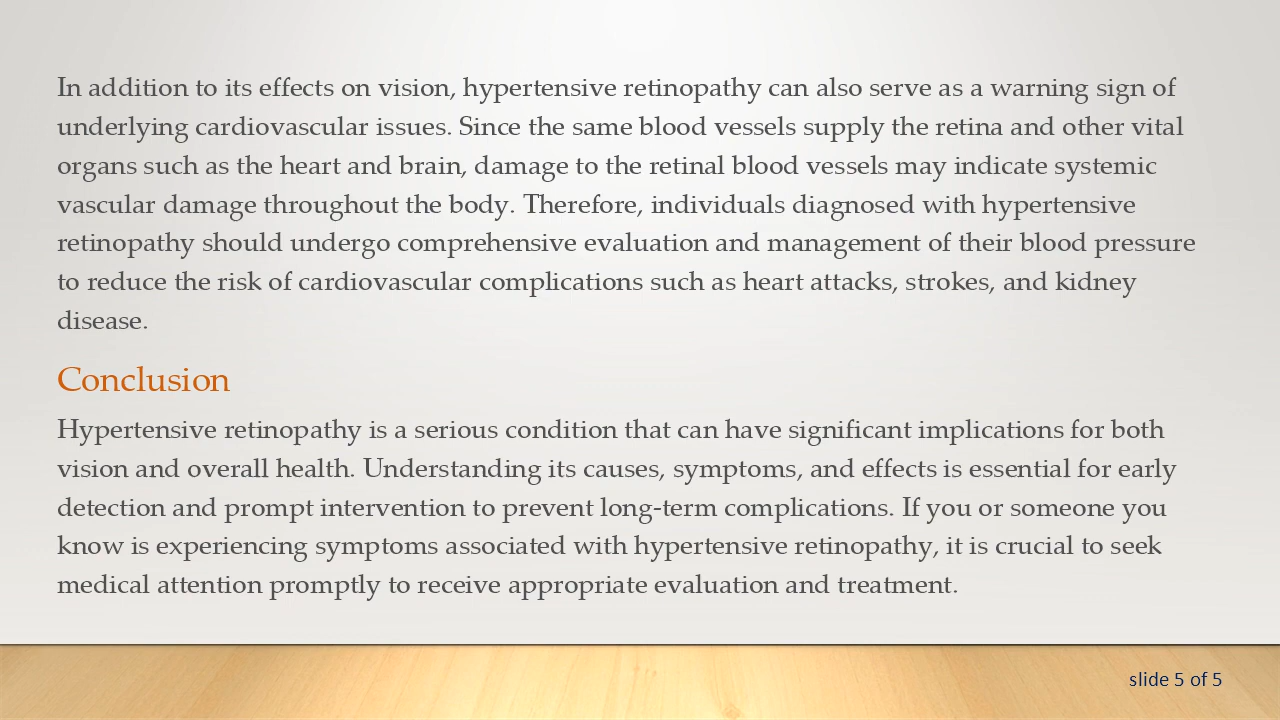 In addition to its effects on vision, hypertensive retinopathy can also serve as a warning sign of
underlying cardiovascular issues. Since the same blood vessels supply the retina and other vital
organs such as the heart and brain, damage to the retinal blood vessels may indicate systemic
vascular damage throughout the body. Therefore, individuals diagnosed with hypertensive
retinopathy should undergo comprehensive evaluation and management of their blood pressure
to reduce the risk of cardiovascular complications such as heart attacks, strokes, and kidney
disease.
Conclusion
Hypertensive retinopathy is a serious condition that can have significant implications for both
vision and overall health. Understanding its causes, symptoms, and effects is essential for early
detection and prompt intervention to prevent long-term complications. If you or someone you
know is experiencing symptoms associated with hypertensive retinopathy, it is crucial to seek
medical attention promptly to receive appropriate evaluation and treatment.
slide 5 of 5